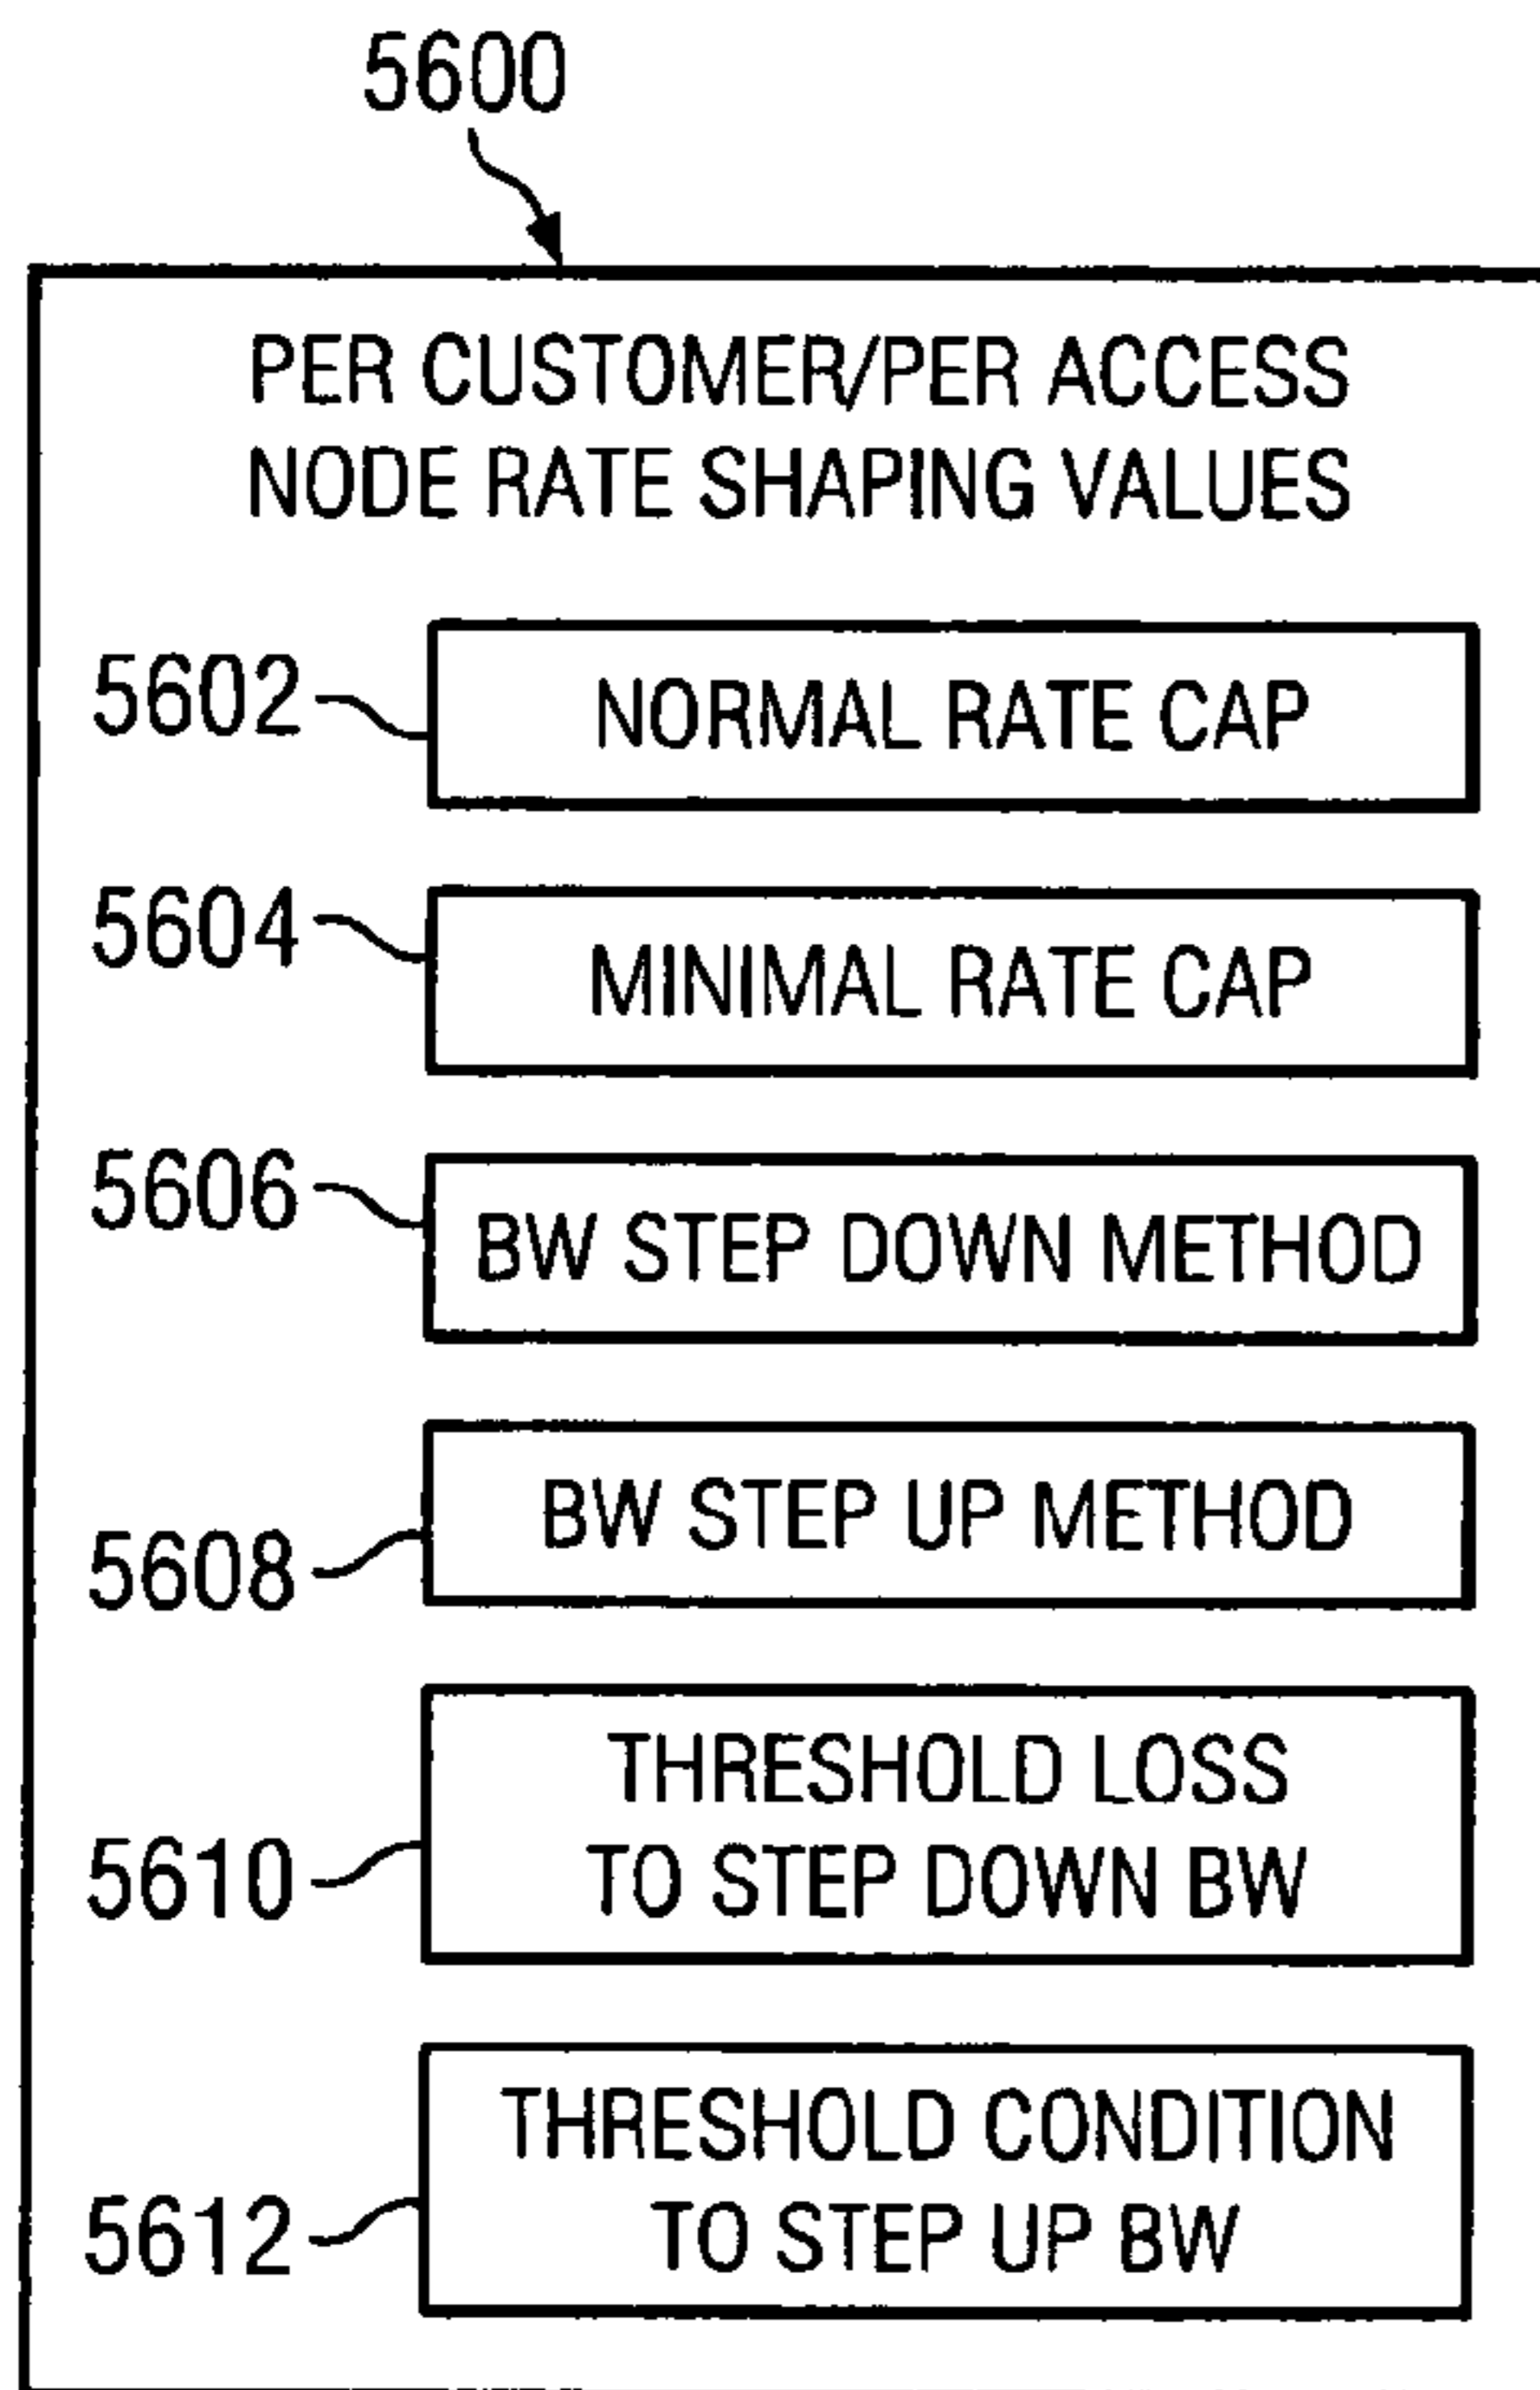 5600
PER CUSTOMER/PER ACCESS
NODE RATE SHAPING VALUES
5602
NORMAL RATE CAP
5604
MINIMAL RATE CAP
5606
BW STEP DOWN METHOD
5608
BW STEP UP METHOD
5610
THRESHOLD LOSS
TO STEP DOWN BW
5612
THRESHOLD CONDITION
TO STEP UP BW